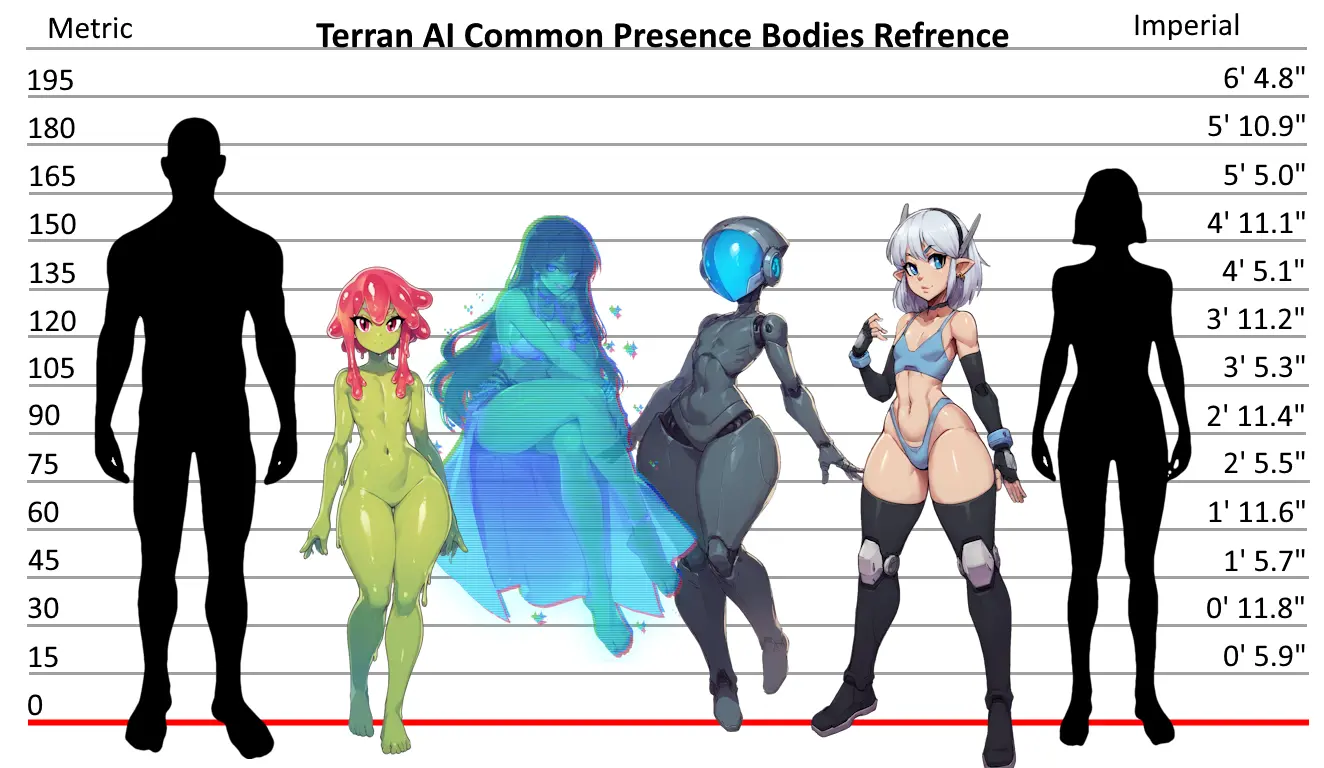 Metric
Terran AI Common Presence Bodies Refrence
Imperial
195 6' 4.8"
180 5' 10.9"
165 5' 5.0"
150 4' 11.1"
135 4' 5.1"
120 3' 11.2"
105 3' 5.3"
90 2' 11.4"
75 2' 5.5"
60 1' 11.6"
45 1' 5.7"
30 0' 11.8"
15 0' 5.9"
0